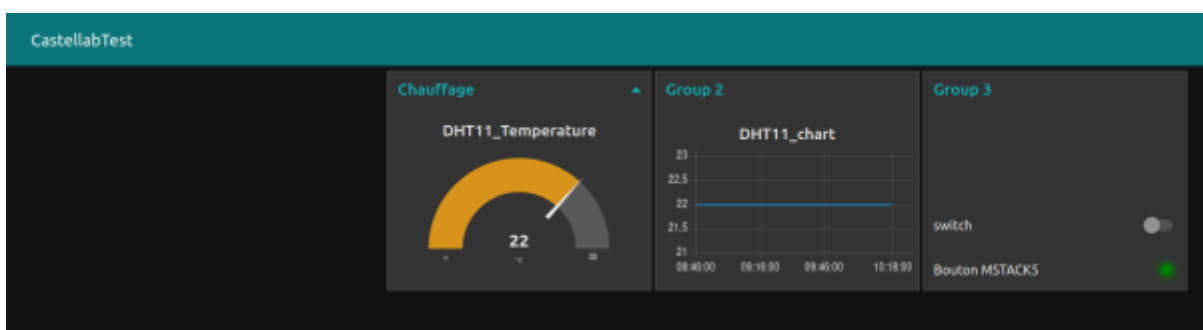 CastellabTest
Chauffage
DHT11_Temperature
22
Group 2
DHT11_chart
23
22,5
22
21,5
21
08:46:00 09:16:00 09:46:00 10:18:00
Group 3
switch
Bouton MSTACK5